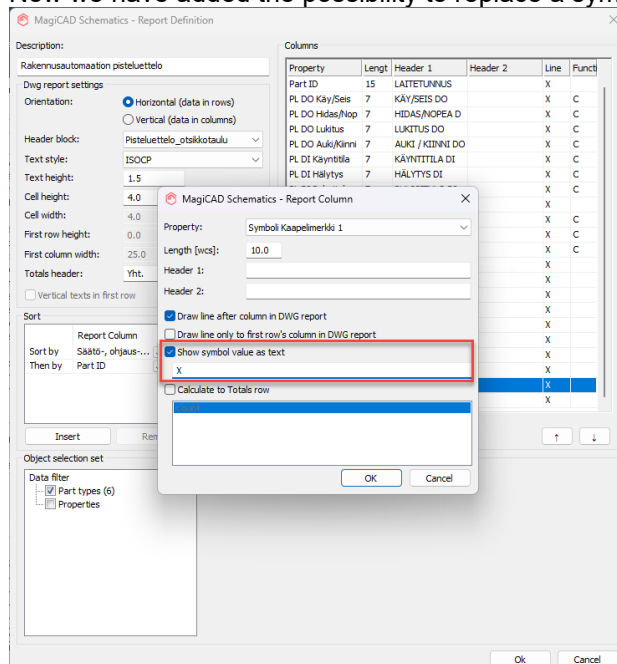 Now we have added the possibility to replace a sym
MagiCAD Schematics - Report Definition
Description:
Rakennusautomaation pisteluettelo
Dwg report settings
Orientation:
Horizontal (data in rows)
Vertical (data in columns)
Header block:
Pisteluettelo_otsikkotaulu
Text style:
ISOCP
Text height:
1.5
Cell height:
4.0
Cell width:
4.0
First row height:
0.0
First column width:
25.0
Totals header:
Yht.
Vertical texts in first row
Sort
Report Column
Sort by Säätö-, ohjaus-...
Then by Part ID
Insert
Rem
Object selection set
Data filter
Part types (6)
Properties
Columns
Property Lengt Header 1 Header 2 Line Functi
Part ID 15 LAITETUNNUS X
PL DO Käy/Seis 7 KÄY/SEIS DO X C
PL DO Hidas/Nop 7 HIDAS/NOPEA D X C
PL DO Lukitus 7 LUKITUS DO X C
PL DO Auki/Kiinni 7 AUKI / KIINNI DO X C
PL DI Käyntitila 7 KÄYNTITILA DI X C
PL DI Hälytys 7 HÄLYTYS DI X C
X C
X
X C
X C
X C
X
X
X
X
X
X
X
X
X
X
↑ ↓
MagiCAD Schematics - Report Column
Property:
Symboli Kaapelimerkki 1
Length [wcs]:
10.0
Header 1:
Header 2:
Draw line after column in DWG report
Draw line only to first row's column in DWG report
Show symbol value as text
X
Calculate to Totals row
OK Cancel
Ok Cancel